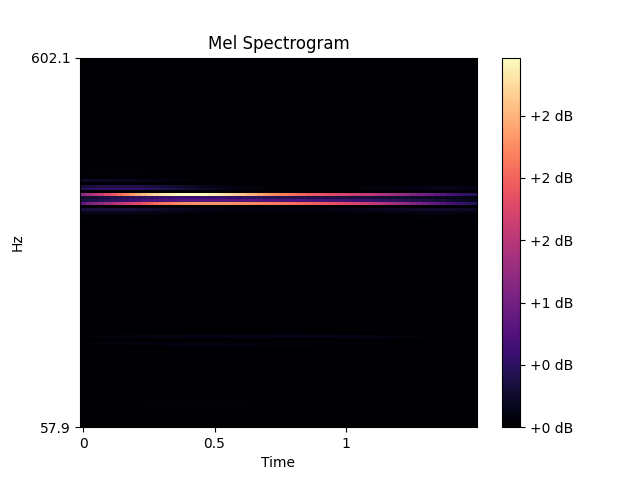 Mel Spectrogram
602.1
57.9
Hz
0
0.5
1
Time
+2 dB
+2 dB
+2 dB
+1 dB
+0 dB
+0 dB